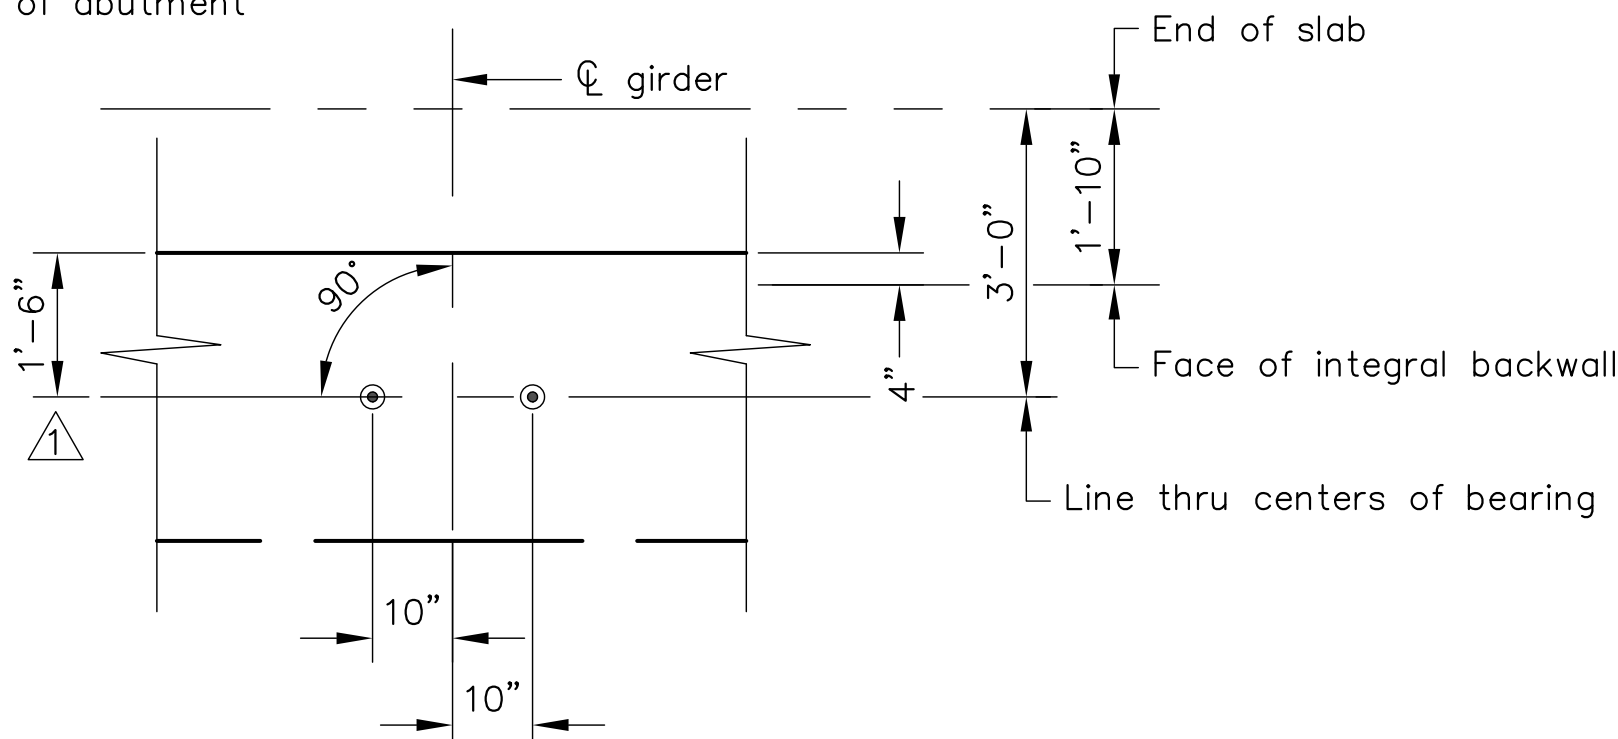 of abutment
End of slab
℄ girder
1'-10"
3'-0"
90°
1'-6"
Face of integral backwall
4"
1
Line thru centers of bearing
10"
10"